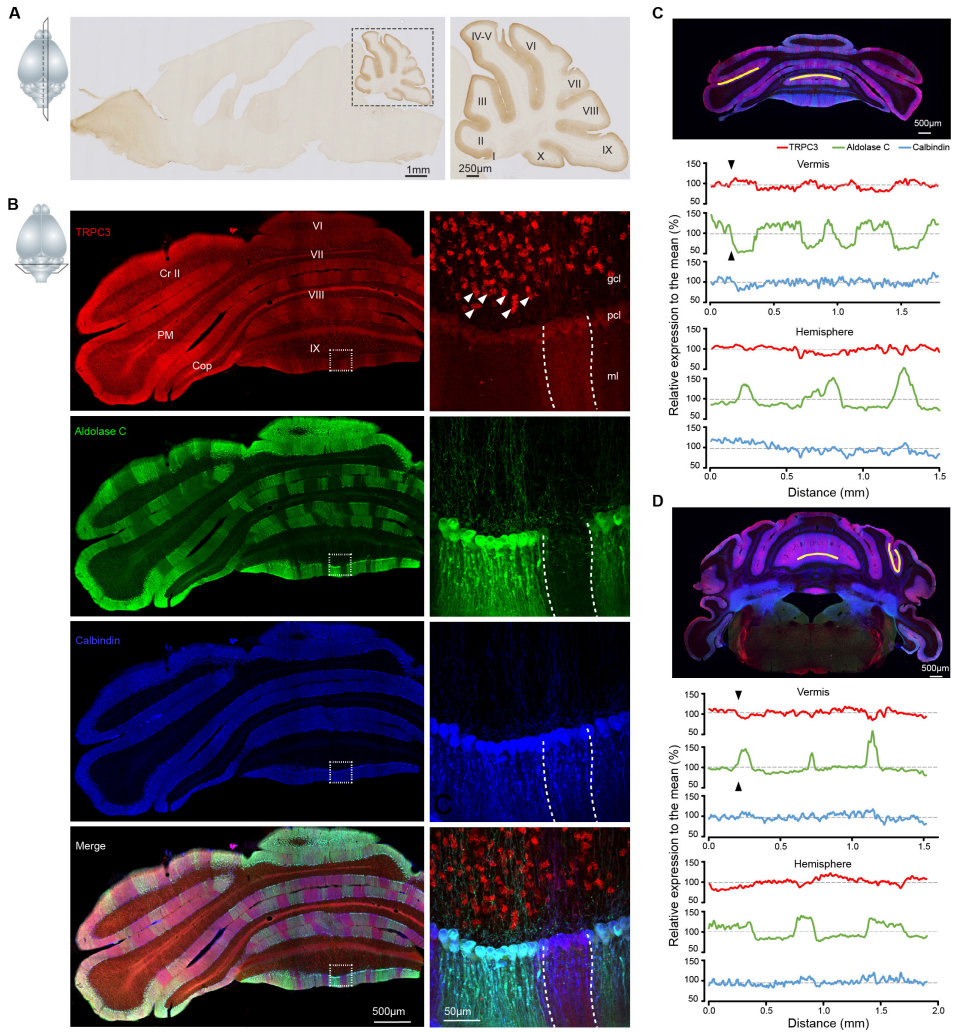 A
1mm
IV-V
VI
VII
III
VIII
II
I
X
IX
250μm
B
TRPC3
VI
VII
Cr II
VIII
PM
IX
Cop
gcl
pcl
ml
Aldolase C
Calbindin
C
Merge
500μm
50μm
C
500μm
TRPC3 Aldolase C Calbindin
Vermis
Relative expression to the mean (%)
150
100
50
150
100
50
150
100
50
0.0 0.5 1.0 1.5
Hemisphere
150
100
50
150
100
50
150
100
50
0.0 0.5 1.0 1.5
Distance (mm)
D
500μm
Vermis
Relative expression to the mean (%)
150
100
50
150
100
50
150
100
50
0.0 0.5 1.0 1.5
Hemisphere
150
100
50
150
100
50
150
100
50
0.0 0.5 1.0 1.5 2.0
Distance (mm)